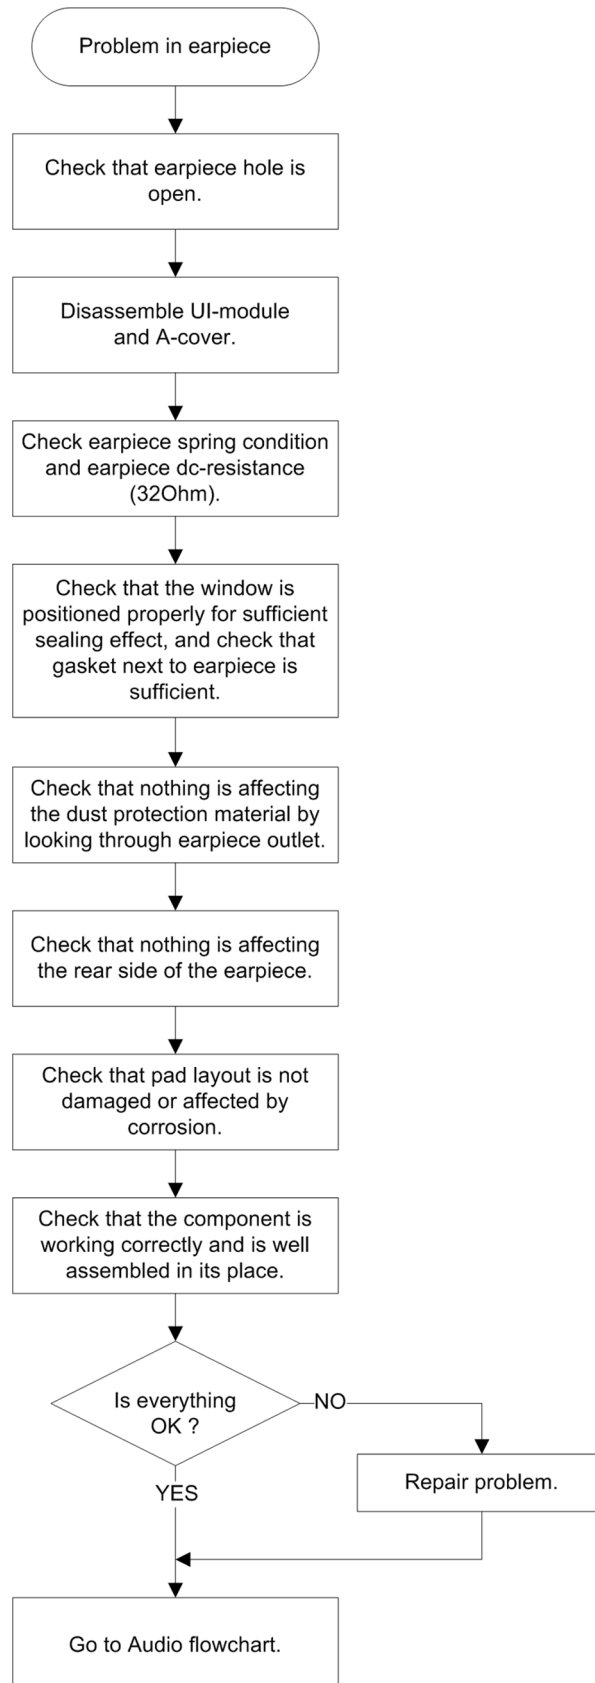 Problem in earpiece
Check that earpiece hole is
open.
Disassemble UI-module
and A-cover.
Check earpiece spring condition
and earpiece dc-resistance
(32Ohm).
Check that the window is
positioned properly for sufficient
sealing effect, and check that
gasket next to earpiece is
sufficient.
Check that nothing is affecting
the dust protection material by
looking through earpiece outlet.
Check that nothing is affecting
the rear side of the earpiece.
Check that pad layout is not
damaged or affected by
corrosion.
Check that the component is
working correctly and is well
assembled in its place.
Is everything
OK ?
NO
Repair problem.
YES
Go to Audio flowchart.